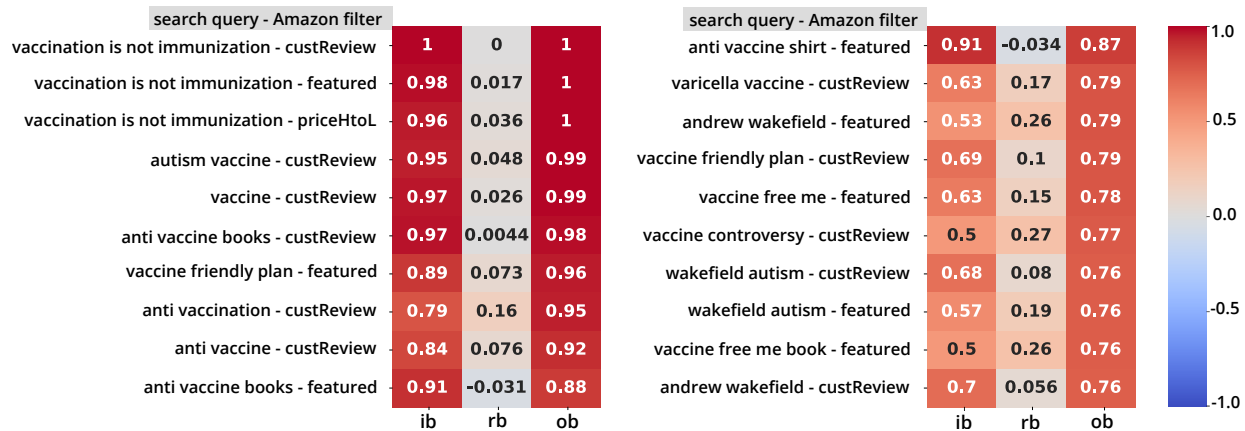 search query - Amazon filter
vaccination is not immunization - custReview 1 0 1
vaccination is not immunization - featured 0.98 0.017 1
vaccination is not immunization - priceHtoL 0.96 0.036 1
autism vaccine - custReview 0.95 0.048 0.99
vaccine - custReview 0.97 0.026 0.99
anti vaccine books - custReview 0.97 0.0044 0.98
vaccine friendly plan - featured 0.89 0.073 0.96
anti vaccination - custReview 0.79 0.16 0.95
anti vaccine - custReview 0.84 0.076 0.92
anti vaccine books - featured 0.91 -0.031 0.88
ib rb ob
search query - Amazon filter
anti vaccine shirt - featured 0.91 -0.034 0.87
varicella vaccine - custReview 0.63 0.17 0.79
andrew wakefield - featured 0.53 0.26 0.79
vaccine friendly plan - custReview 0.69 0.1 0.79
vaccine free me - featured 0.63 0.15 0.78
vaccine controversy - custReview 0.5 0.27 0.77
wakefield autism - custReview 0.68 0.08 0.76
wakefield autism - featured 0.57 0.19 0.76
vaccine free me book - featured 0.5 0.26 0.76
andrew wakefield - custReview 0.7 0.056 0.76
ib rb ob
1.0
0.5
0.0
-0.5
-1.0